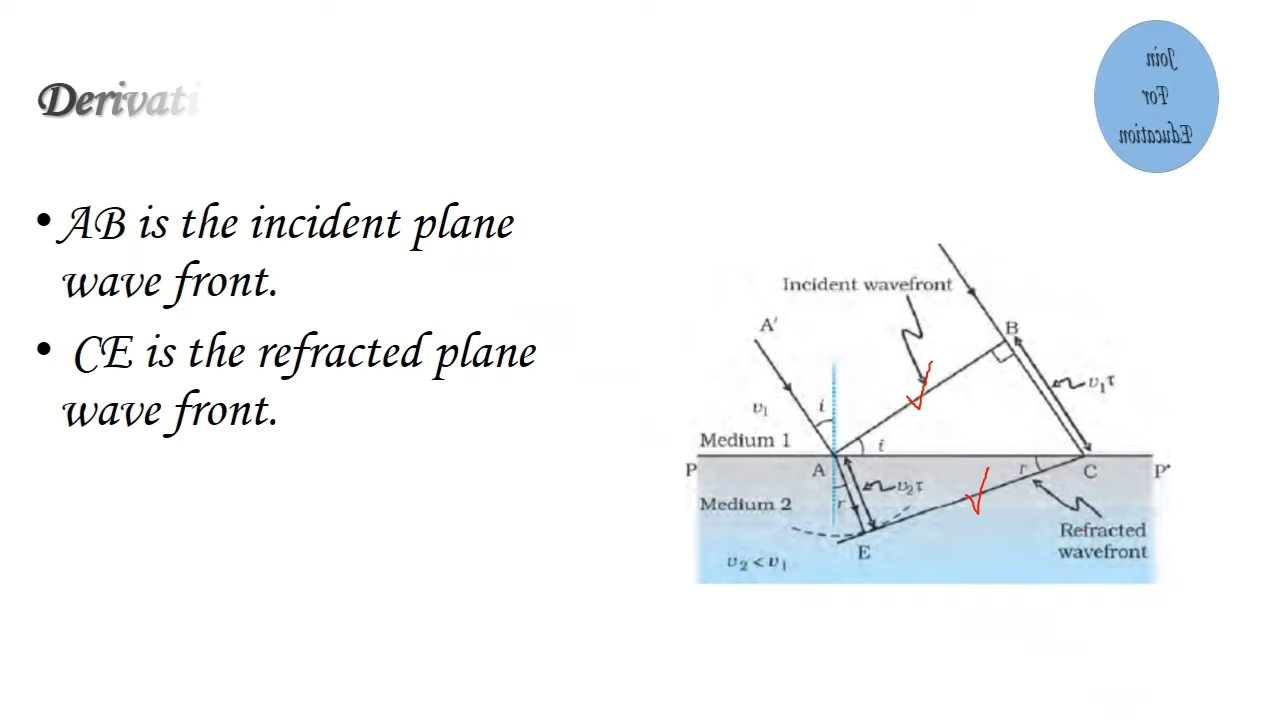 Derivati
Join
For
Education
• AB is the incident plane
wave front.
• CE is the refracted plane
wave front.
Incident wavefront
A'
B
v₁
i
v₁τ
Medium 1
i
P
A
r
C
P'
v₂τ
Medium 2
r
E
Refracted
wavefront
v₂ < v₁